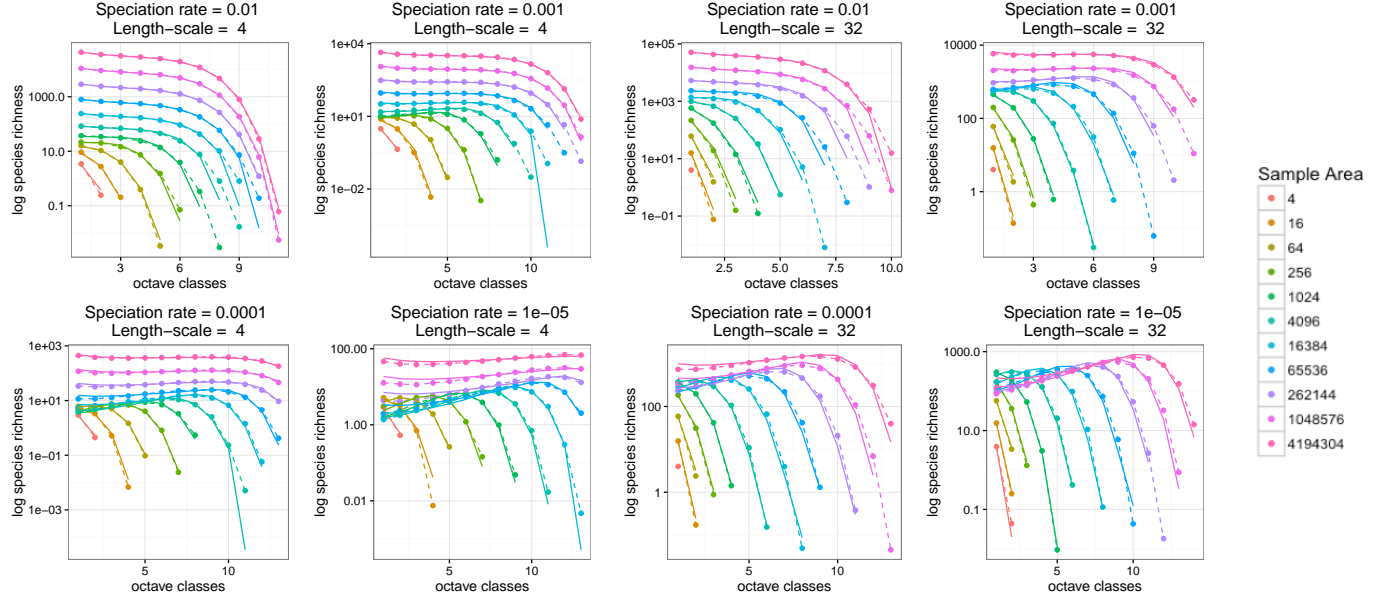 Speciation rate = 0.01
Length−scale = 4
1000.0
10.0
0.1
log species richness
3
6
9
octave classes
Speciation rate = 0.001
Length−scale = 4
1e+04
1e+01
1e−02
log species richness
5
10
octave classes
Speciation rate = 0.01
Length−scale = 32
1e+05
1e+03
1e+01
1e−01
log species richness
2.5
5.0
7.5
10.0
octave classes
Speciation rate = 0.001
Length−scale = 32
10000
100
1
log species richness
3
6
9
octave classes
Speciation rate = 0.0001
Length−scale = 4
1e+03
1e+01
1e−01
1e−03
log species richness
5
10
octave classes
Speciation rate = 1e−05
Length−scale = 4
100.00
1.00
0.01
log species richness
5
10
octave classes
Speciation rate = 0.0001
Length−scale = 32
100
1
log species richness
5
10
octave classes
Speciation rate = 1e−05
Length−scale = 32
1000.0
10.0
0.1
log species richness
5
10
octave classes
Sample Area
4
16
64
256
1024
4096
16384
65536
262144
1048576
4194304